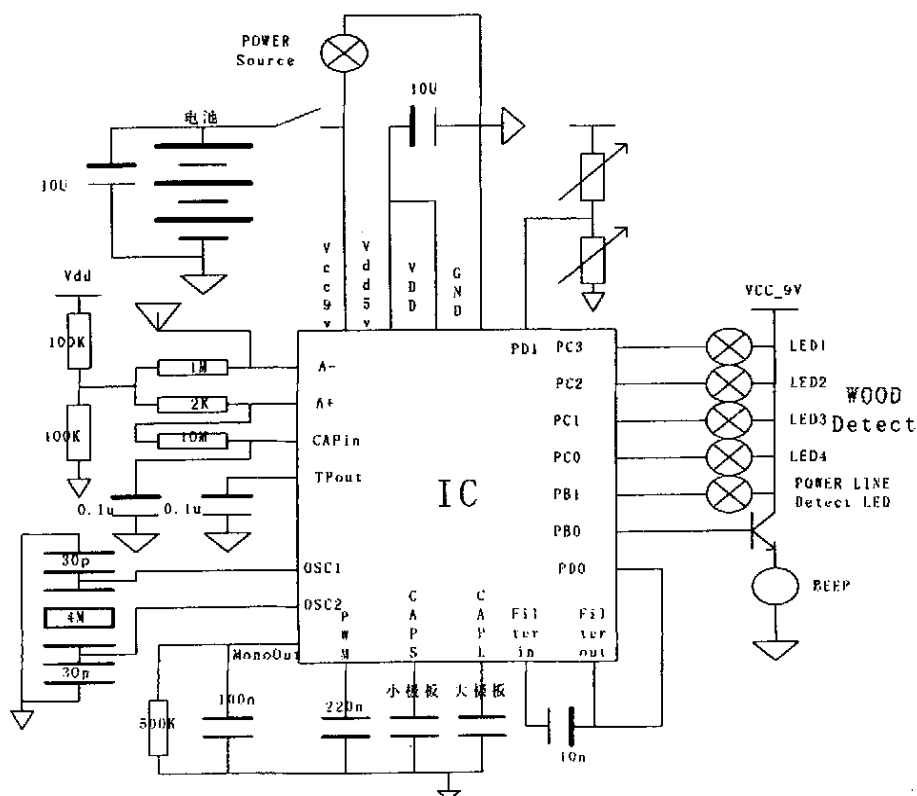 POWER
Source
10U
电池
10U
Vcc9v
Vdd5v
VDD
GND
Vdd
VCC_9V
100K
1M
A-
PD1
PC3
LED1
2K
A+
PC2
LED2
WOOD
Detect
100K
10M
CAPin
PC1
LED3
TPout
PC0
LED4
IC
PB1
POWER LINE
Detect LED
0.1u
0.1u
PB0
30p
OSC1
PD0
BEEP
4M
OSC2
PWM
CAPS
CAPL
Filter in
Filter out
30p
MonoOut
小极板
大极板
500K
100n
220n
10n